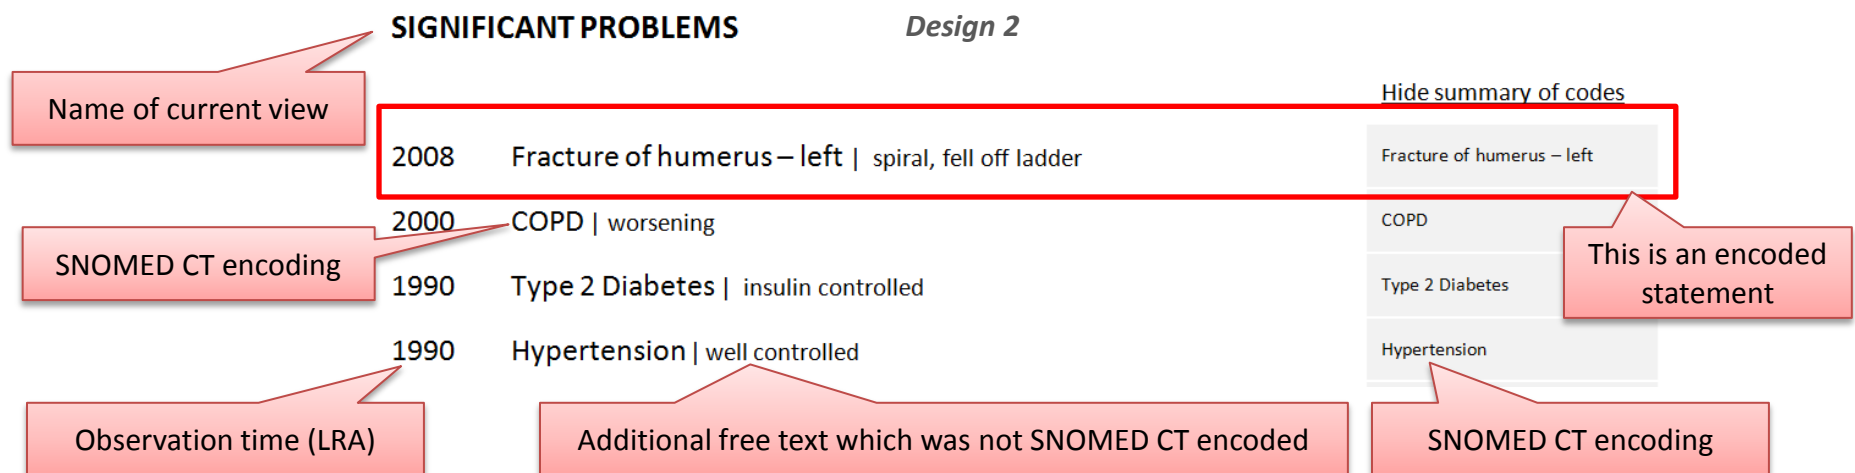 SIGNIFICANT PROBLEMS Design 2
Name of current view
Hide summary of codes
2008 Fracture of humerus – left | spiral, fell off ladder Fracture of humerus – left
2000 COPD | worsening COPD
SNOMED CT encoding
This is an encoded
statement
1990 Type 2 Diabetes | insulin controlled Type 2 Diabetes
1990 Hypertension | well controlled Hypertension
Observation time (LRA)
Additional free text which was not SNOMED CT encoded
SNOMED CT encoding